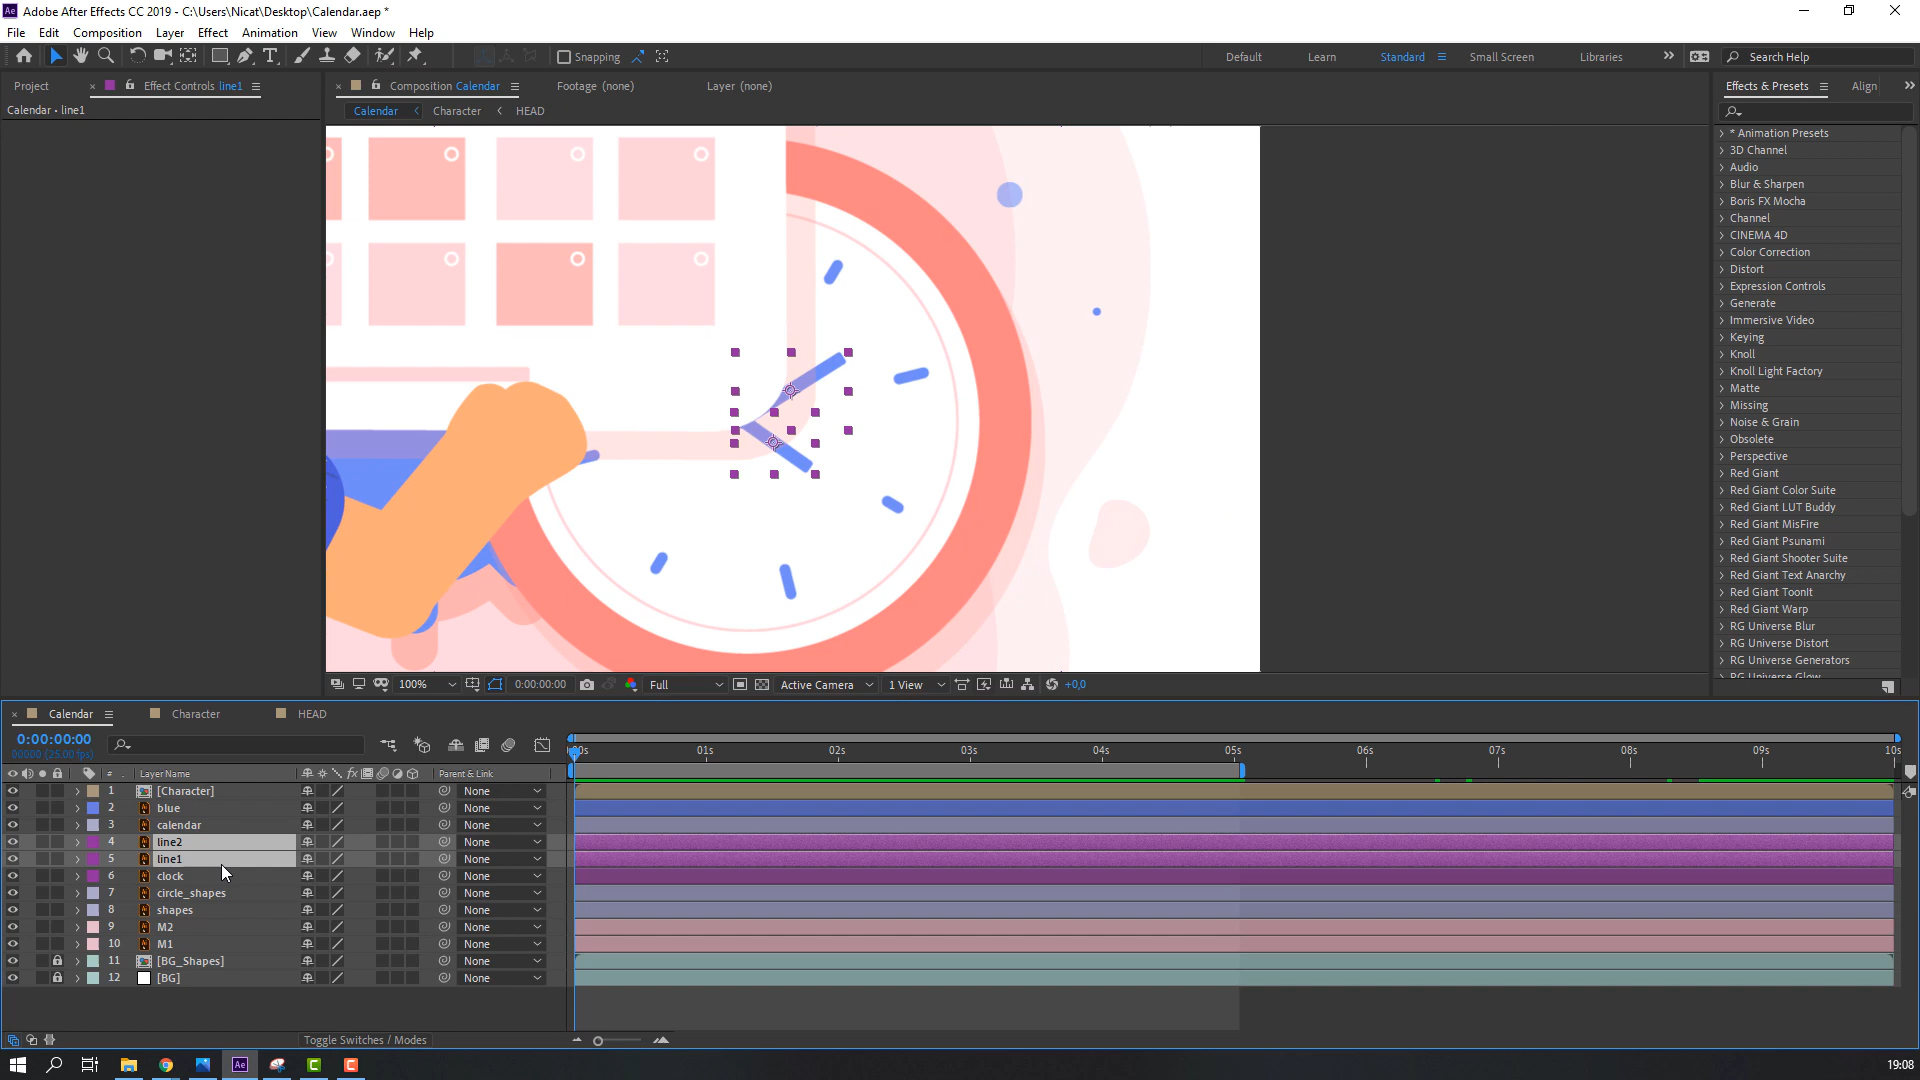 Adobe After Effects CC 2019 - C:\Users\Nicat\Desktop\Calendar.aep *
File Edit Composition Layer Effect Animation View Window Help
Snapping Default Learn Standard Small Screen Libraries Search Help
Project Effect Controls line1 Composition Calendar Footage (none) Layer (none) Effects & Presets Align
Calendar • line1
Calendar Character HEAD
* Animation Presets
3D Channel
Audio
Blur & Sharpen
Boris FX Mocha
Channel
CINEMA 4D
Color Correction
Distort
Expression Controls
Generate
Immersive Video
Keying
Knoll
Knoll Light Factory
Matte
Missing
Noise & Grain
Obsolete
Perspective
Red Giant
Red Giant Color Suite
Red Giant LUT Buddy
Red Giant MisFire
Red Giant Psunami
Red Giant Shooter Suite
Red Giant Text Anarchy
Red Giant ToonIt
Red Giant Warp
RG Universe Blur
RG Universe Distort
RG Universe Generators
RG Universe Glow
100% 0:00:00:00 Full Active Camera 1 View +0,0
Calendar Character HEAD
0:00:00:00
00000 (25.00 fps)
00s 01s 02s 03s 04s 05s 06s 07s 08s 09s 10s
# Layer Name fx Parent & Link
1 [Character] None
2 blue None
3 calendar None
4 line2 None
5 line1 None
6 clock None
7 circle_shapes None
8 shapes None
9 M2 None
10 M1 None
11 [BG_Shapes] None
12 [BG] None
Toggle Switches / Modes
19:08